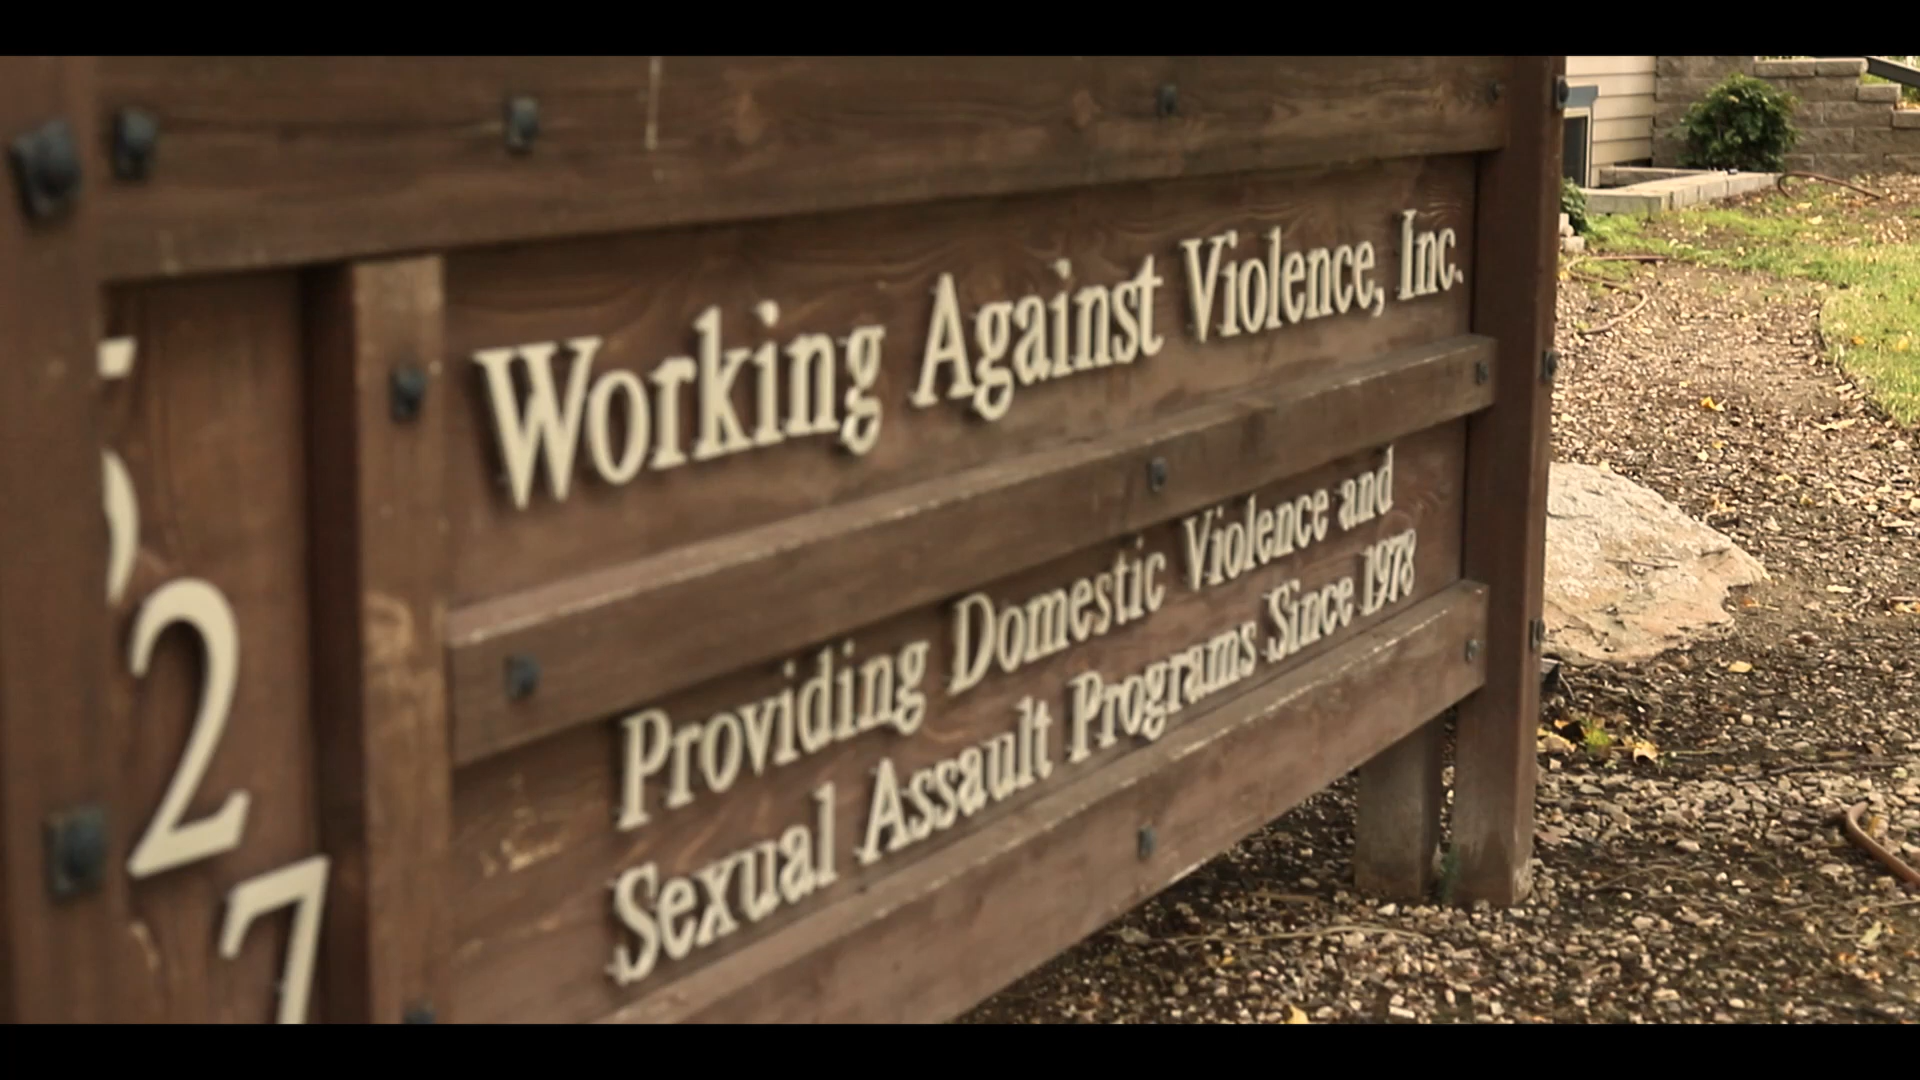 Working Against Violence, Inc.
Providing Domestic Violence and
Sexual Assault Programs Since 1978
2
7